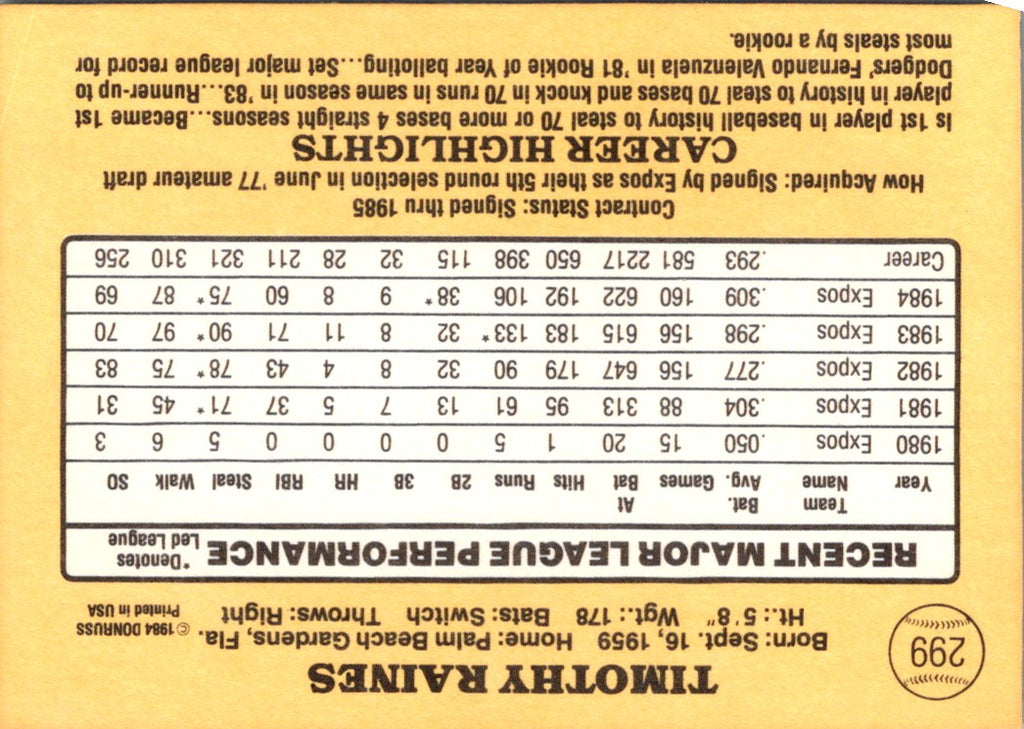 299
TIMOTHY RAINES
Born: Sept. 16, 1959 Home: Palm Beach Gardens, Fla.
Ht.: 5'8" Wgt.: 178 Bats: Switch Throws: Right
© 1984 DONRUSS
Printed in USA
RECENT MAJOR LEAGUE PERFORMANCE *Denotes Led League
Year Team Name Bat. Avg. Games At Bat Hits Runs 2B 3B HR RBI Steal Walk SO
1980 Expos .050 15 20 1 5 0 0 0 0 5 6 3
1981 Expos .304 88 313 95 61 13 7 5 37 71* 45 31
1982 Expos .277 156 647 179 90 32 8 4 43 78* 75 83
1983 Expos .298 156 615 183 133* 32 8 11 71 90* 97 70
1984 Expos .309 160 622 192 106 38* 9 8 60 75* 87 69
Career .293 581 2217 650 398 115 32 28 211 321 310 256
Contract Status: Signed thru 1985
How Acquired: Signed by Expos as their 5th round selection in June '77 amateur draft
CAREER HIGHLIGHTS
Is 1st player in baseball history to steal 70 or more bases 4 straight seasons...Became 1st
player in history to steal 70 bases and knock in 70 runs in same season in '83...Runner-up to
Dodgers' Fernando Valenzuela in '81 Rookie of Year balloting...Set major league record for
most steals by a rookie.